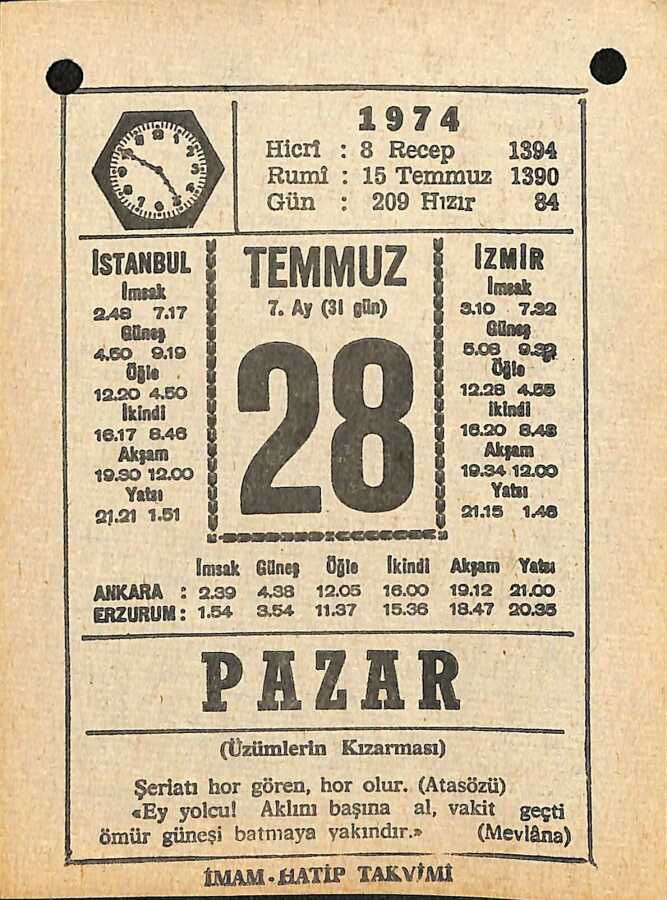 1974
Hicrî : 8 Recep 1394
Rumî : 15 Temmuz 1390
Gün : 209 Hızır 84
İSTANBUL
İmsak
2.48 7.17
Güneş
4.50 9.19
Öğle
12.20 4.50
İkindi
16.17 8.46
Akşam
19.30 12.00
Yatsı
21.21 1.51
TEMMUZ
7. Ay (31 gün)
28
İZMİR
İmsak
3.10 7.32
Güneş
5.08 9.32
Öğle
12.28 4.55
İkindi
16.20 8.48
Akşam
19.34 12.00
Yatsı
21.15 1.46
İmsak Güneş Öğle İkindi Akşam Yatsı
ANKARA : 2.39 4.38 12.05 16.00 19.12 21.00
ERZURUM : 1.54 3.54 11.37 15.36 18.47 20.35
PAZAR
(Üzümlerin Kızarması)
Şeriatı hor gören, hor olur. (Atasözü)
«Ey yolcu! Aklını başına al, vakit geçti
ömür güneşi batmaya yakındır.» (Mevlâna)
İMAM - HATİP TAKVİMİ